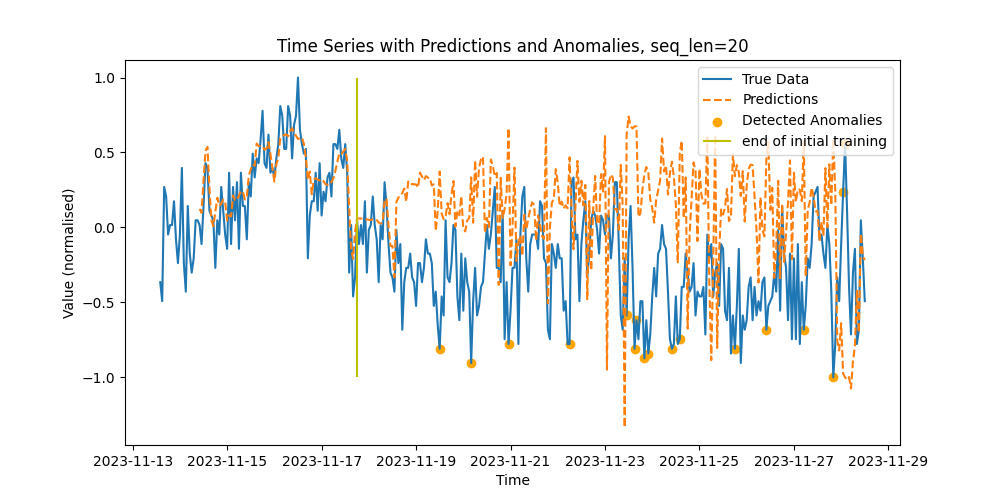 Time Series with Predictions and Anomalies, seq_len=20
True Data
Predictions
Detected Anomalies
end of initial training
Value (normalised)
1.0
0.5
0.0
−0.5
−1.0
2023-11-13 2023-11-15 2023-11-17 2023-11-19 2023-11-21 2023-11-23 2023-11-25 2023-11-27 2023-11-29
Time